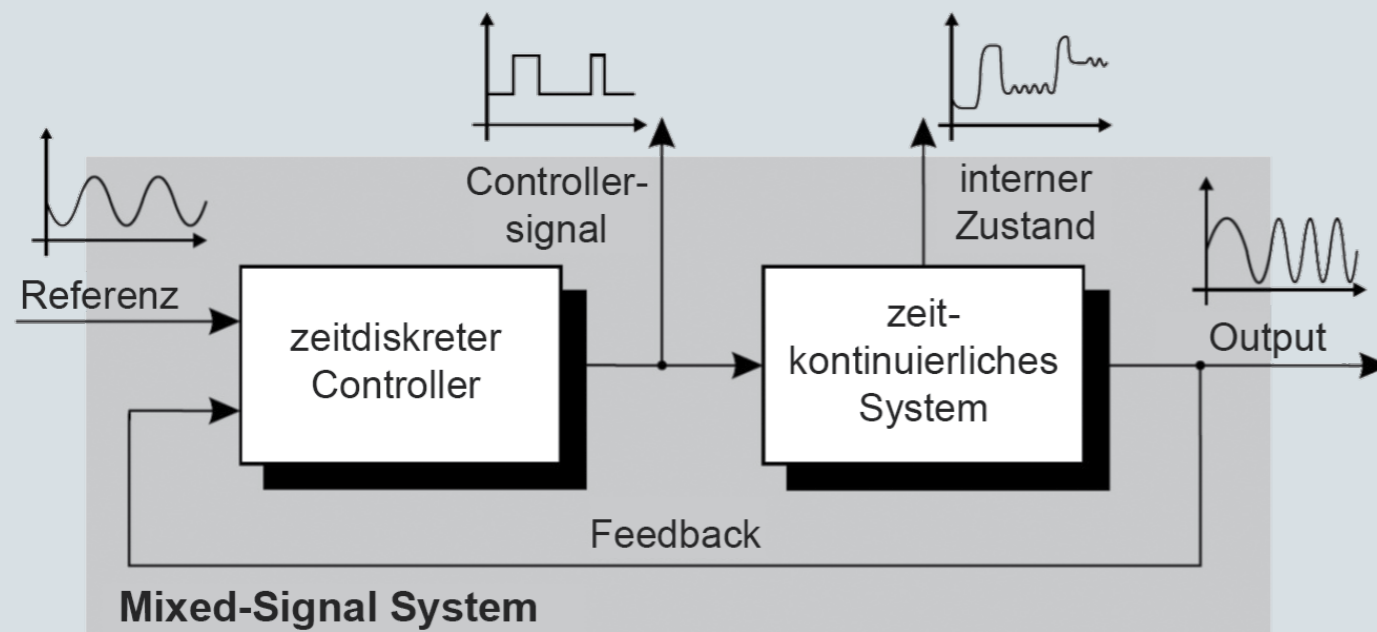 Controller-
signal
interner
Zustand
Referenz
zeitdiskreter
Controller
zeit-
kontinuierliches
System
Output
Feedback
Mixed-Signal System